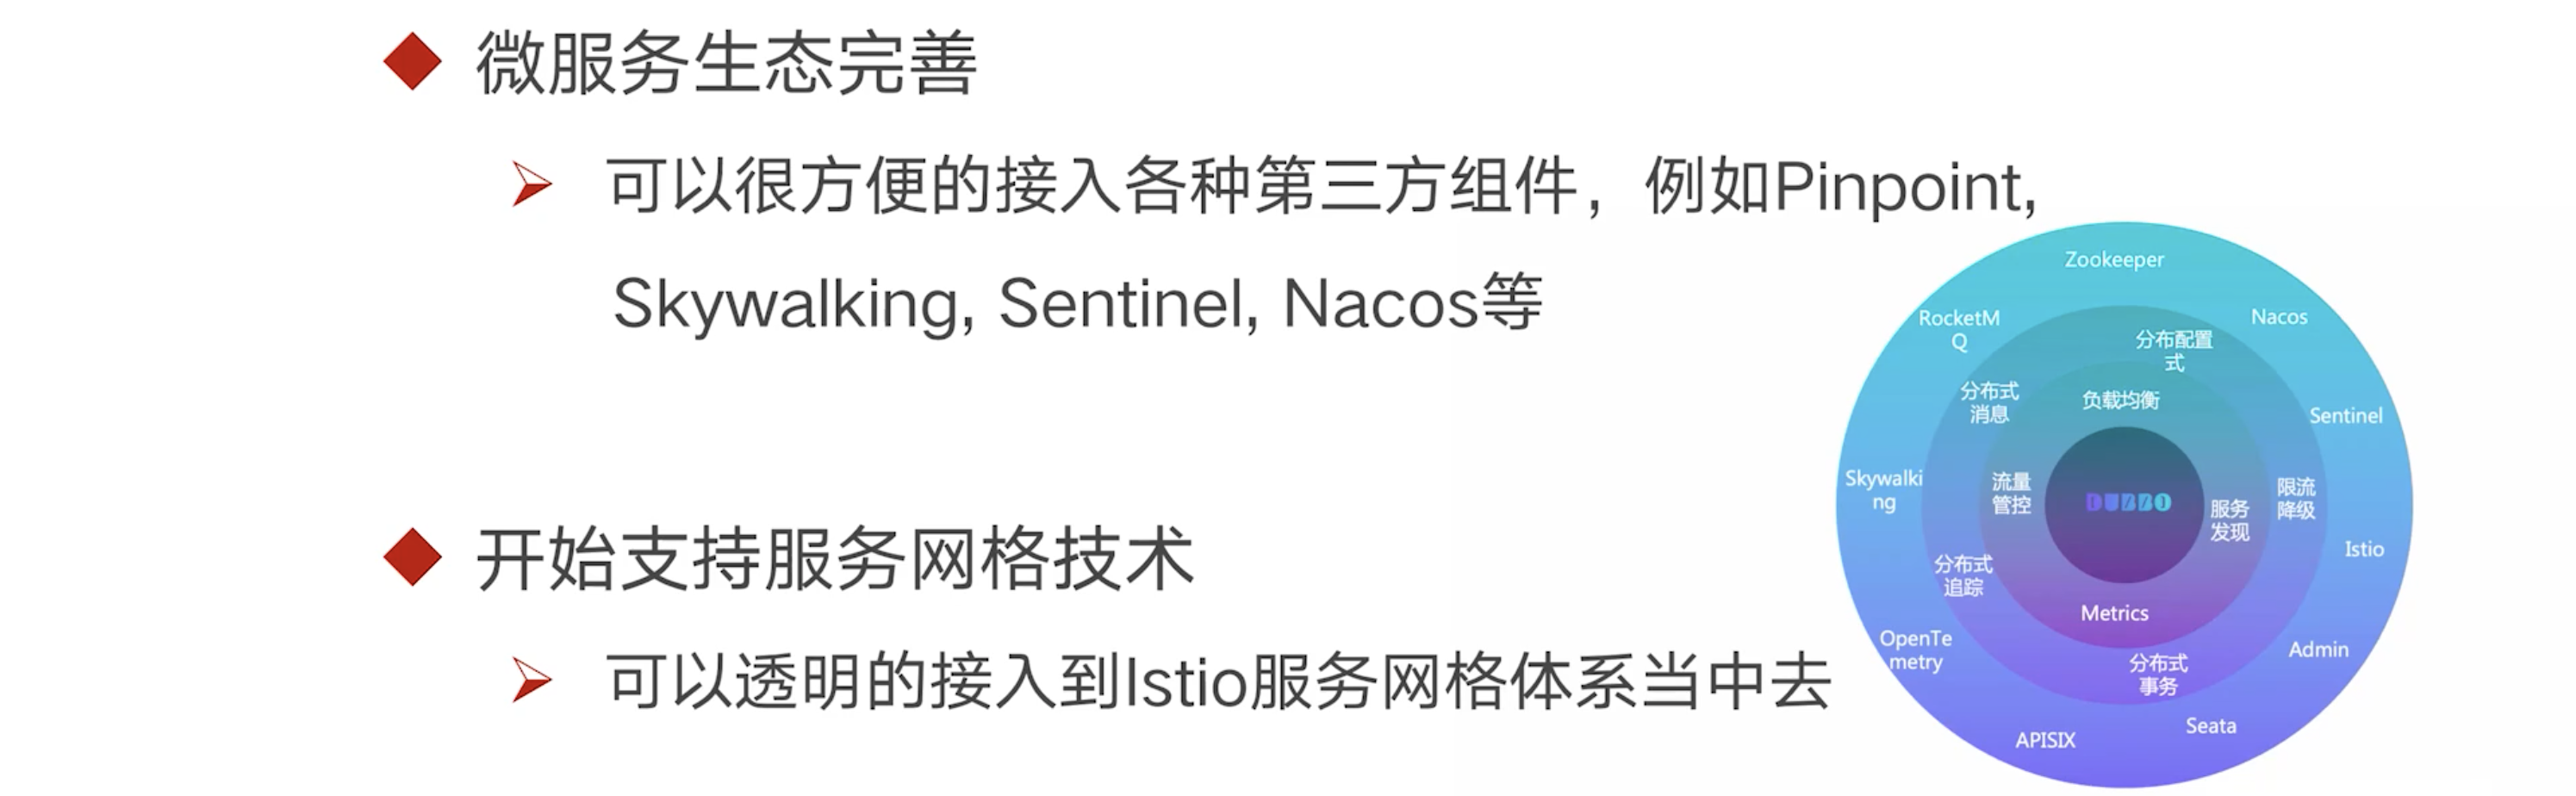 微服务生态完善
可以很方便的接入各种第三方组件，例如Pinpoint,
Skywalking, Sentinel, Nacos等
开始支持服务网格技术
可以透明的接入到Istio服务网格体系当中去
Zookeeper
RocketM
Q
Nacos
分布配置
式
分布式
消息
负载均衡
Sentinel
Skywalki
ng
流量
管控
DUBBO
服务
发现
限流
降级
Istio
分布式
追踪
Metrics
OpenTe
metry
分布式
事务
Admin
Seata
APISIX